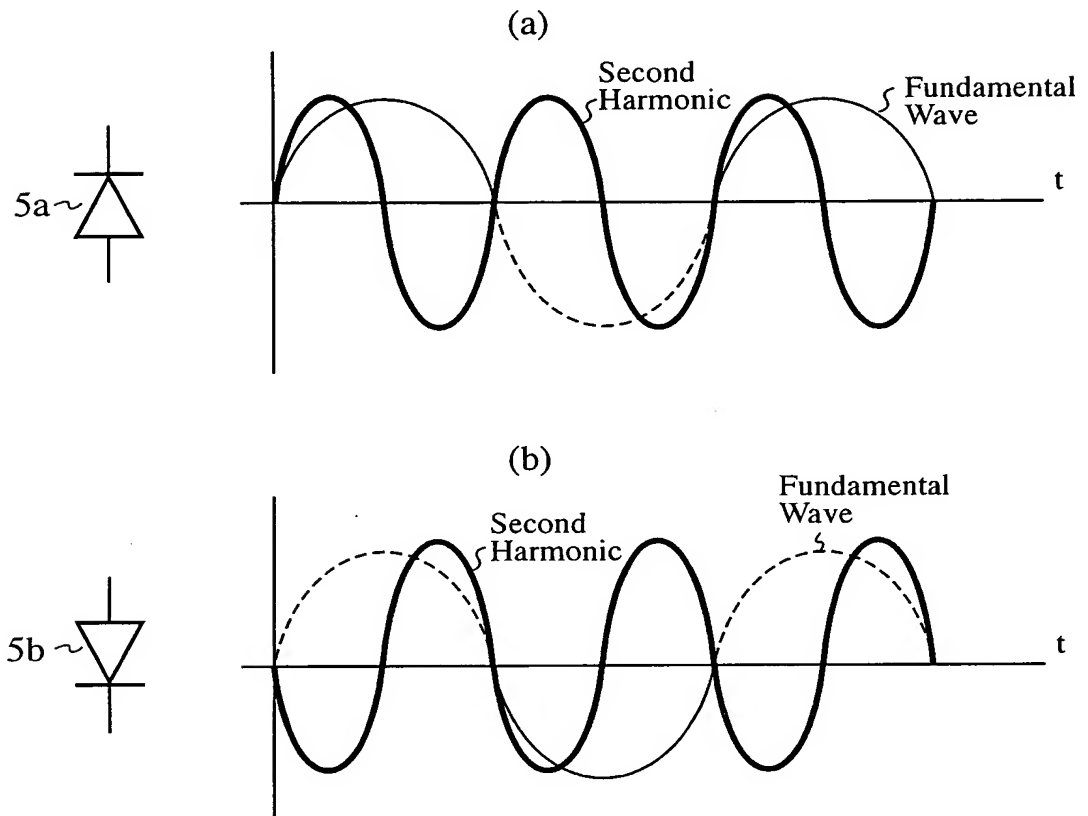 (a)
Second
Harmonic
Fundamental
Wave
t
5a
(b)
Fundamental
Wave
Second
Harmonic
t
5b